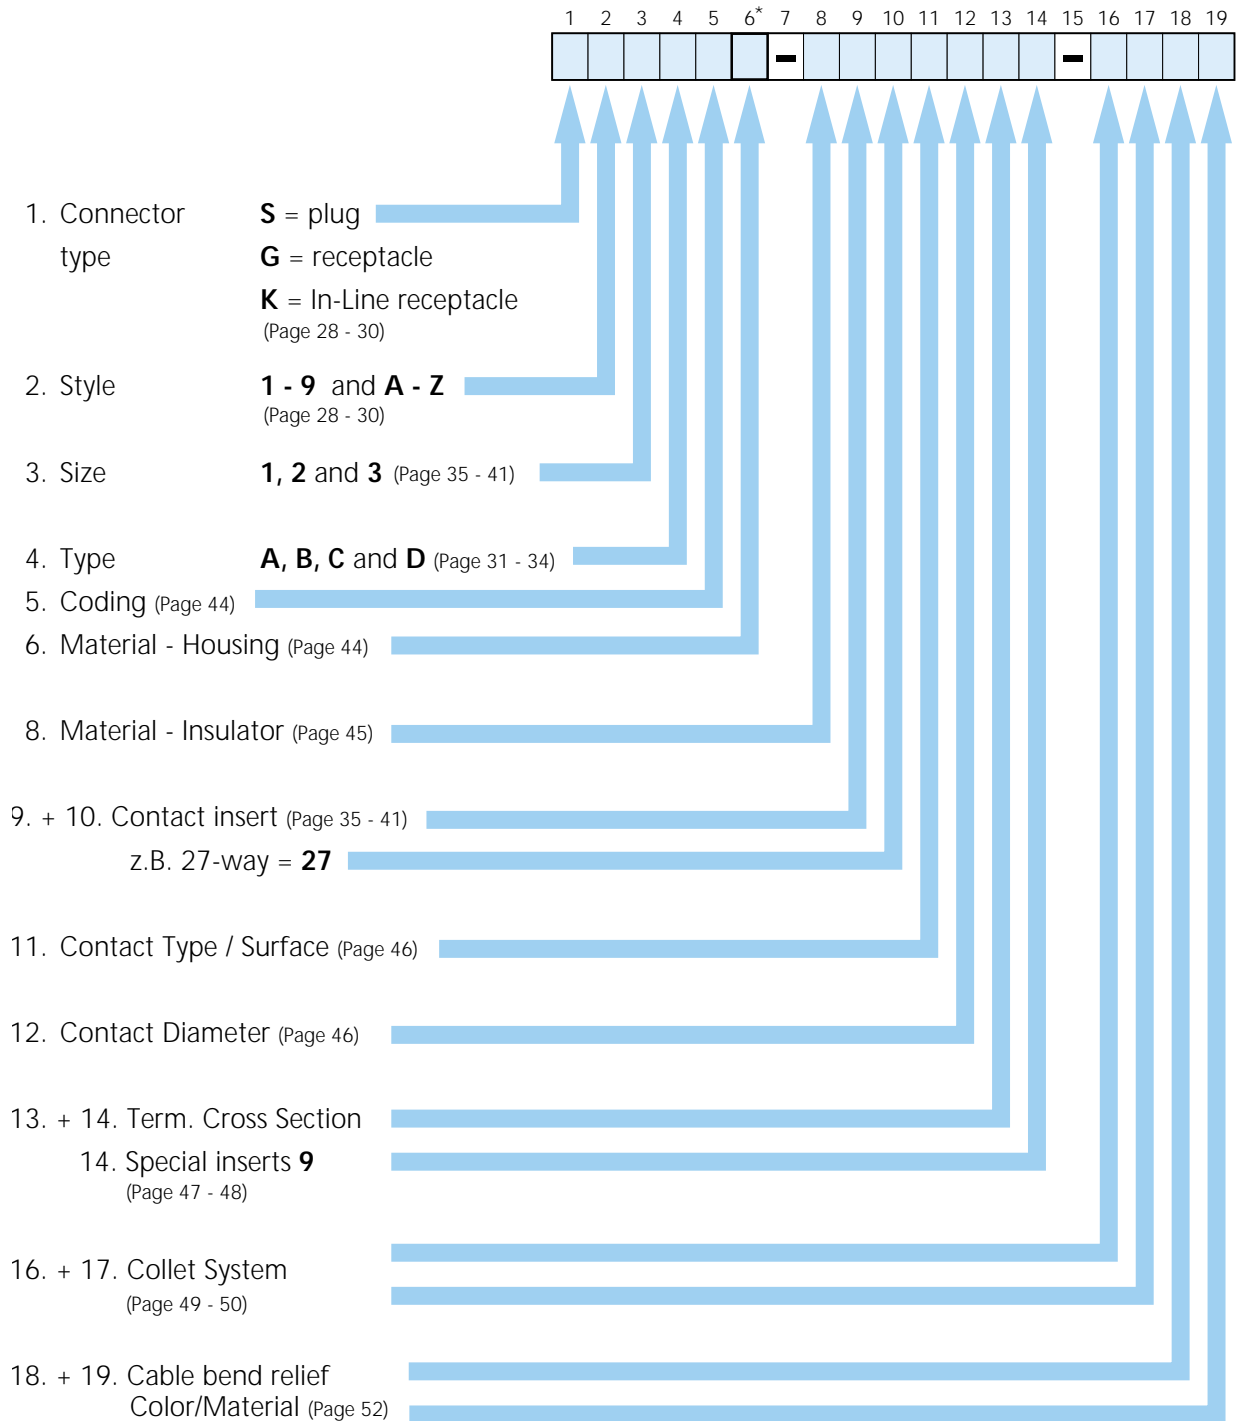 1 2 3 4 5 6* 7 8 9 10 11 12 13 14 15 16 17 18 19
- -
1. Connector S = plug
type G = receptacle
K = In-Line receptacle
(Page 28 - 30)
2. Style 1 - 9 and A - Z
(Page 28 - 30)
3. Size 1, 2 and 3 (Page 35 - 41)
4. Type A, B, C and D (Page 31 - 34)
5. Coding (Page 44)
6. Material - Housing (Page 44)
8. Material - Insulator (Page 45)
9. + 10. Contact insert (Page 35 - 41)
z.B. 27-way = 27
11. Contact Type / Surface (Page 46)
12. Contact Diameter (Page 46)
13. + 14. Term. Cross Section
14. Special inserts 9
(Page 47 - 48)
16. + 17. Collet System
(Page 49 - 50)
18. + 19. Cable bend relief
Color/Material (Page 52)